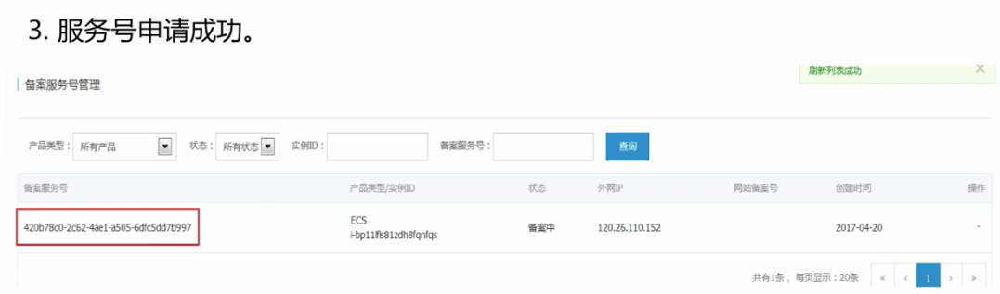 3. 服务号申请成功。
刷新列表成功
备案服务号管理
产品类型： 所有产品 状态： 所有状态 实例ID： 备案服务号： 查询
备案服务号 产品类型/实例ID 状态 外网IP 网站备案号 创建时间 操作
420b78c0-2c62-4ae1-a505-6dfc5dd7b997 ECS 备案中 120.26.110.152 2017-04-20 -
i-bp11lfls81zdh8fqnfqs
共有1条， 每页显示：20条 « ‹ 1 › »